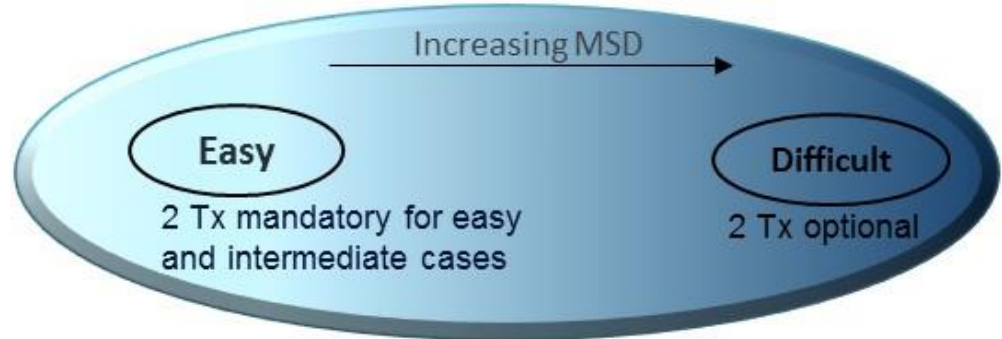 Increasing MSD
Easy
Difficult
2 Tx mandatory for easy
and intermediate cases
2 Tx optional